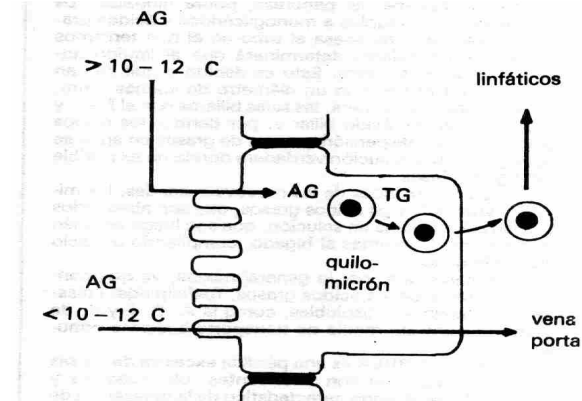 AG
> 10 – 12 C
linfáticos
AG
TG
quilo-
micrón
AG
< 10 – 12 C
vena
porta